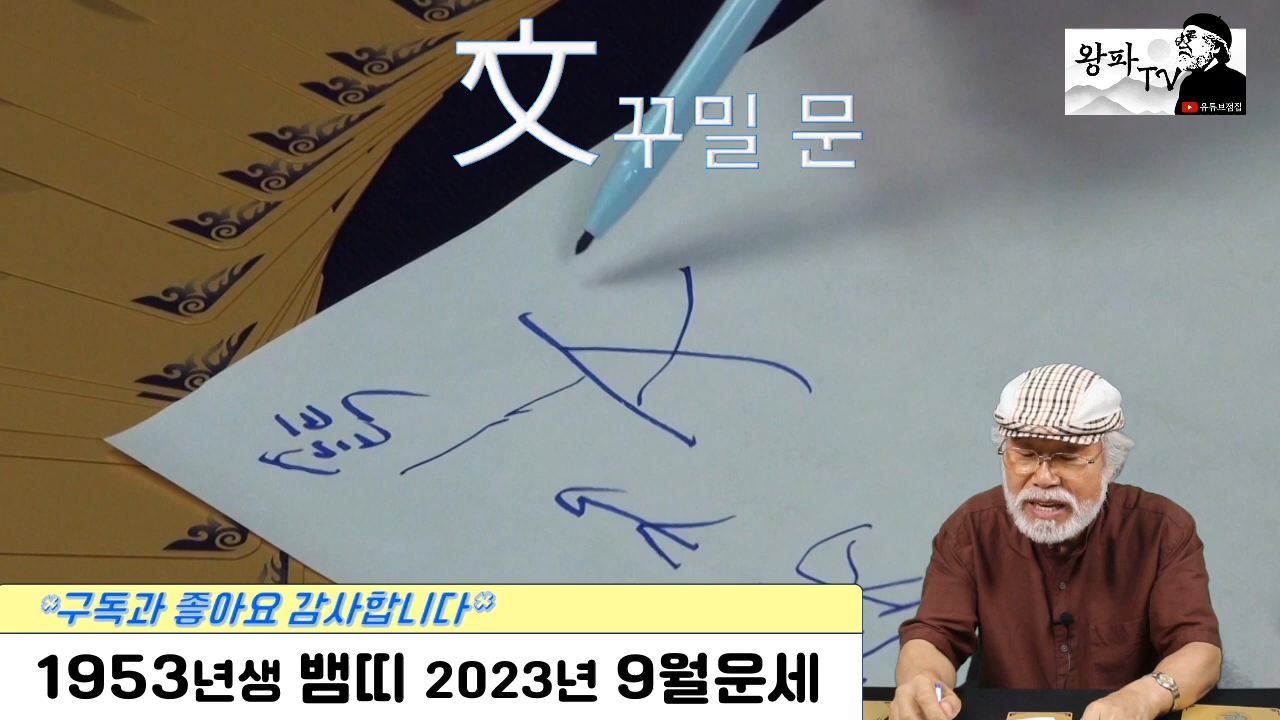 文 꾸밀 문
왕파TV
유튜브점집
文
구독과 좋아요 감사합니다
1953년생 뱀띠 2023년 9월운세